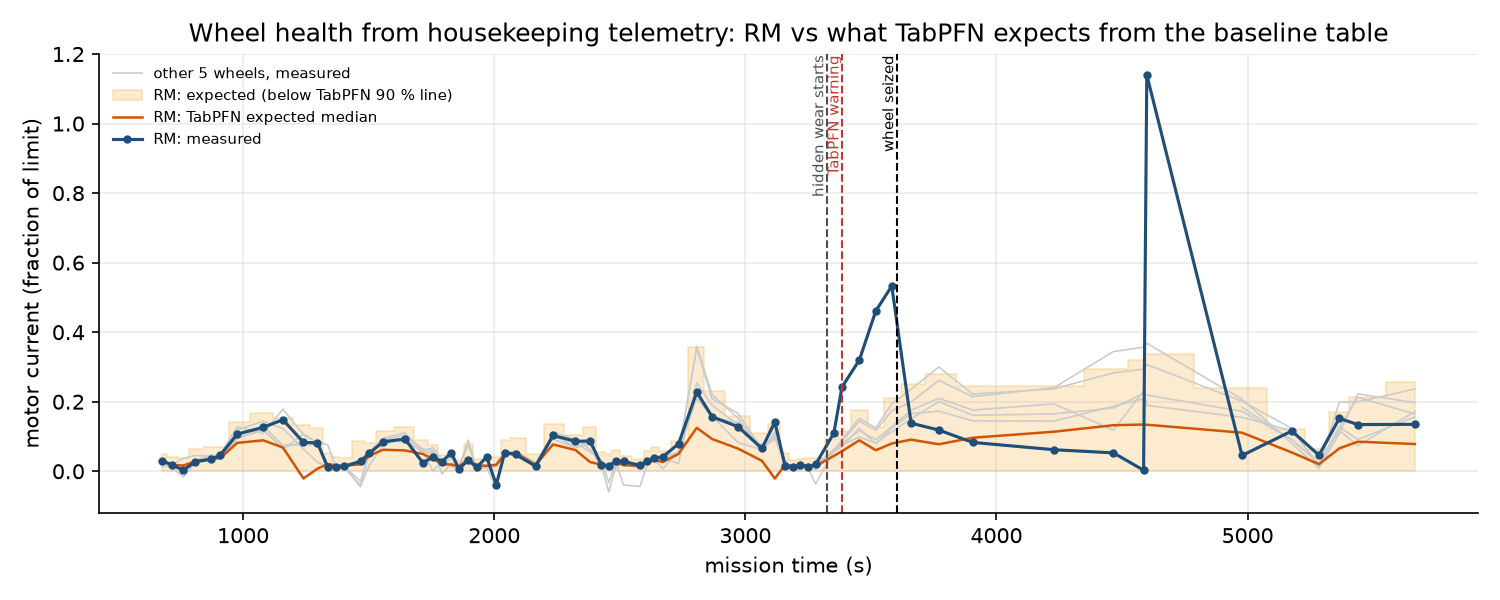 Wheel health from housekeeping telemetry: RM vs what TabPFN expects from the baseline table
motor current (fraction of limit)
1.2
1.0
0.8
0.6
0.4
0.2
0.0
other 5 wheels, measured
RM: expected (below TabPFN 90 % line)
RM: TabPFN expected median
RM: measured
hidden wear starts
TabPFN warning
wheel seized
1000
2000
3000
4000
5000
mission time (s)